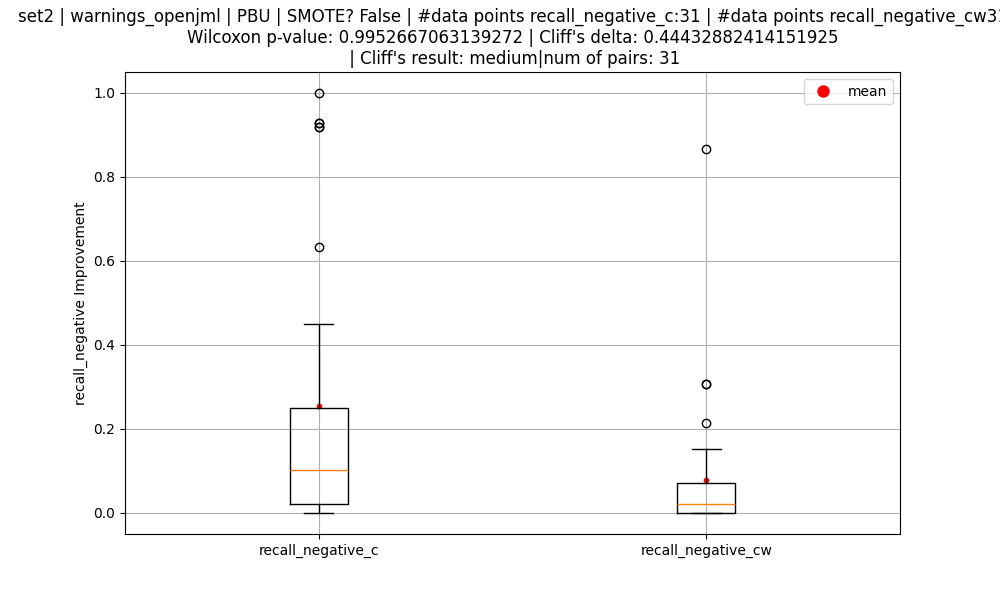 set2 | warnings_openjml | PBU | SMOTE? False | #data points recall_negative_c:31 | #data points recall_negative_cw31
Wilcoxon p-value: 0.9952667063139272 | Cliff's delta: 0.44432882414151925
| Cliff's result: medium|num of pairs: 31
mean
1.0
0.8
0.6
0.4
0.2
0.0
recall_negative Improvement
recall_negative_c
recall_negative_cw